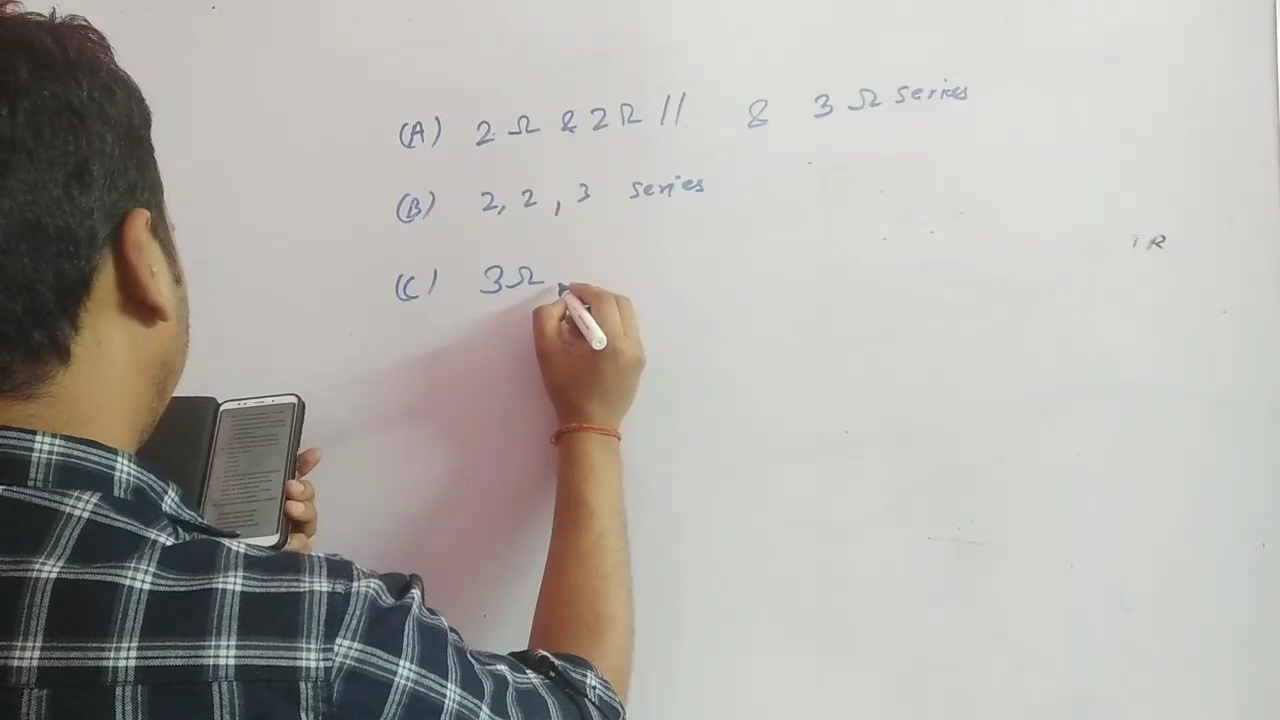 (A) 2 Ω & 2 Ω // & 3 Ω series
(B) 2, 2, 3 series
(C) 3Ω
R